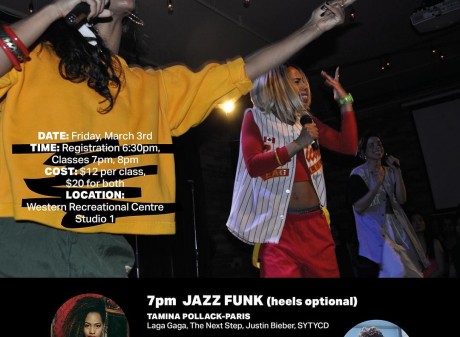 DATE: Friday, March 3rd
TIME: Registration 6:30pm,
Classes 7pm, 8pm
COST: $12 per class,
$20 for both
LOCATION:
Western Recreational Centre
Studio 1
7pm JAZZ FUNK (heels optional)
TAMINA POLLACK-PARIS
Laga Gaga, The Next Step, Justin Bieber, SYTYCD